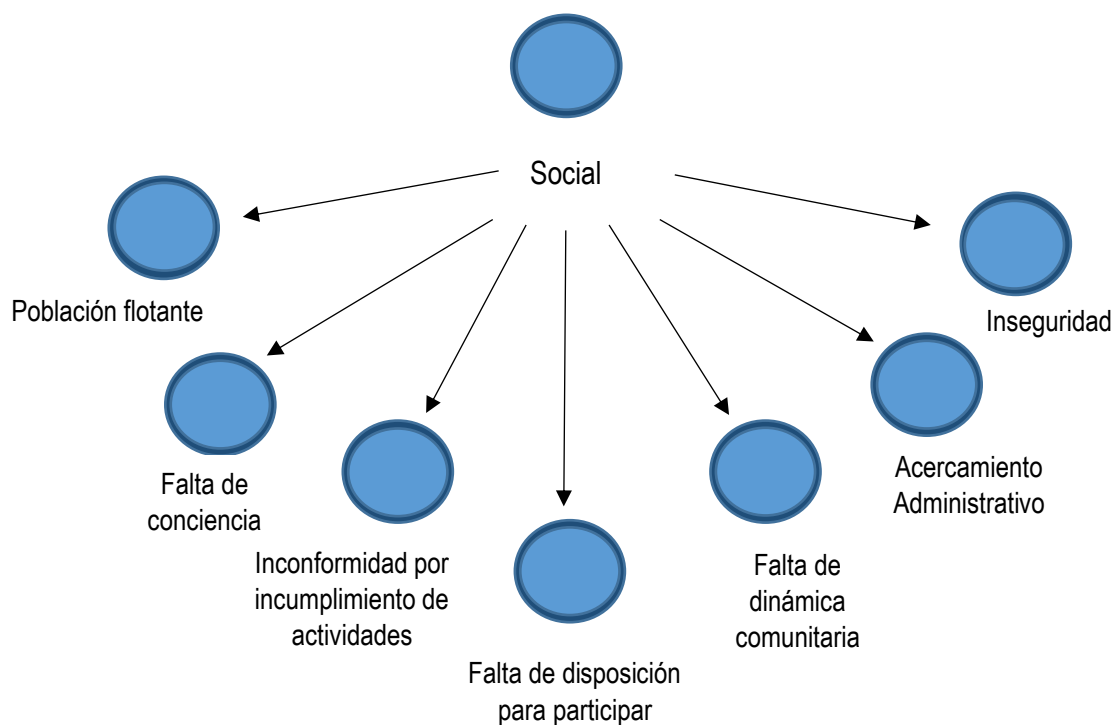 Social
Población flotante
Inseguridad
Falta de
conciencia
Acercamiento
Administrativo
Inconformidad por
incumplimiento de
actividades
Falta de
dinámica
comunitaria
Falta de disposición
para participar